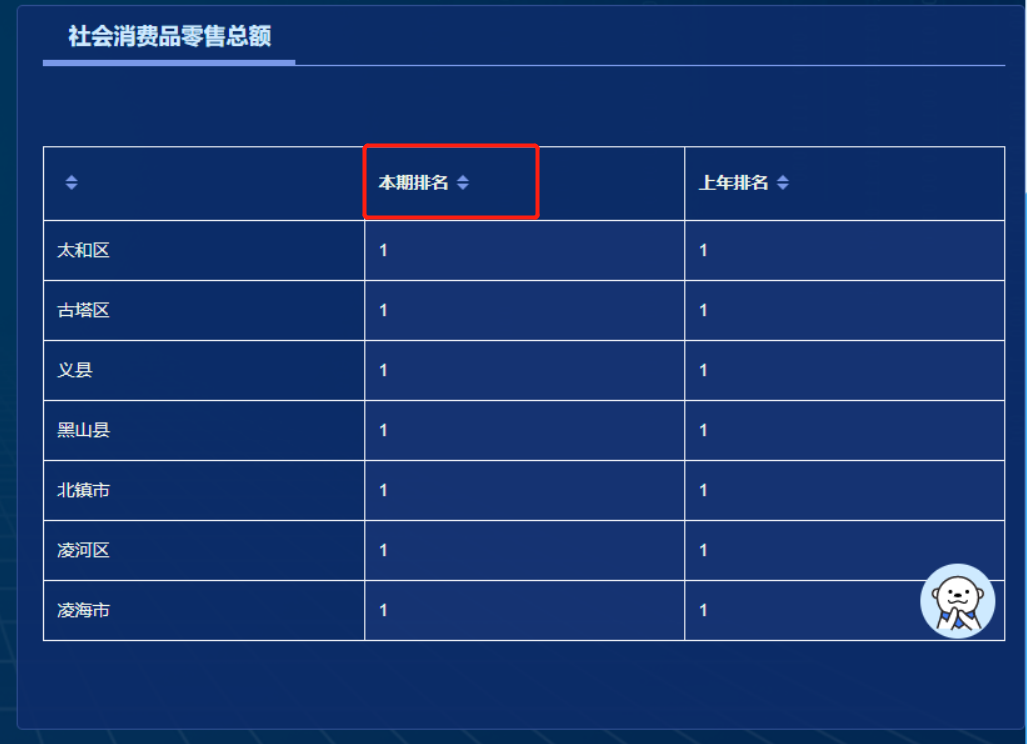 社会消费品零售总额
本期排名 上年排名
太和区 1 1
古塔区 1 1
义县 1 1
黑山县 1 1
北镇市 1 1
凌河区 1 1
凌海市 1 1